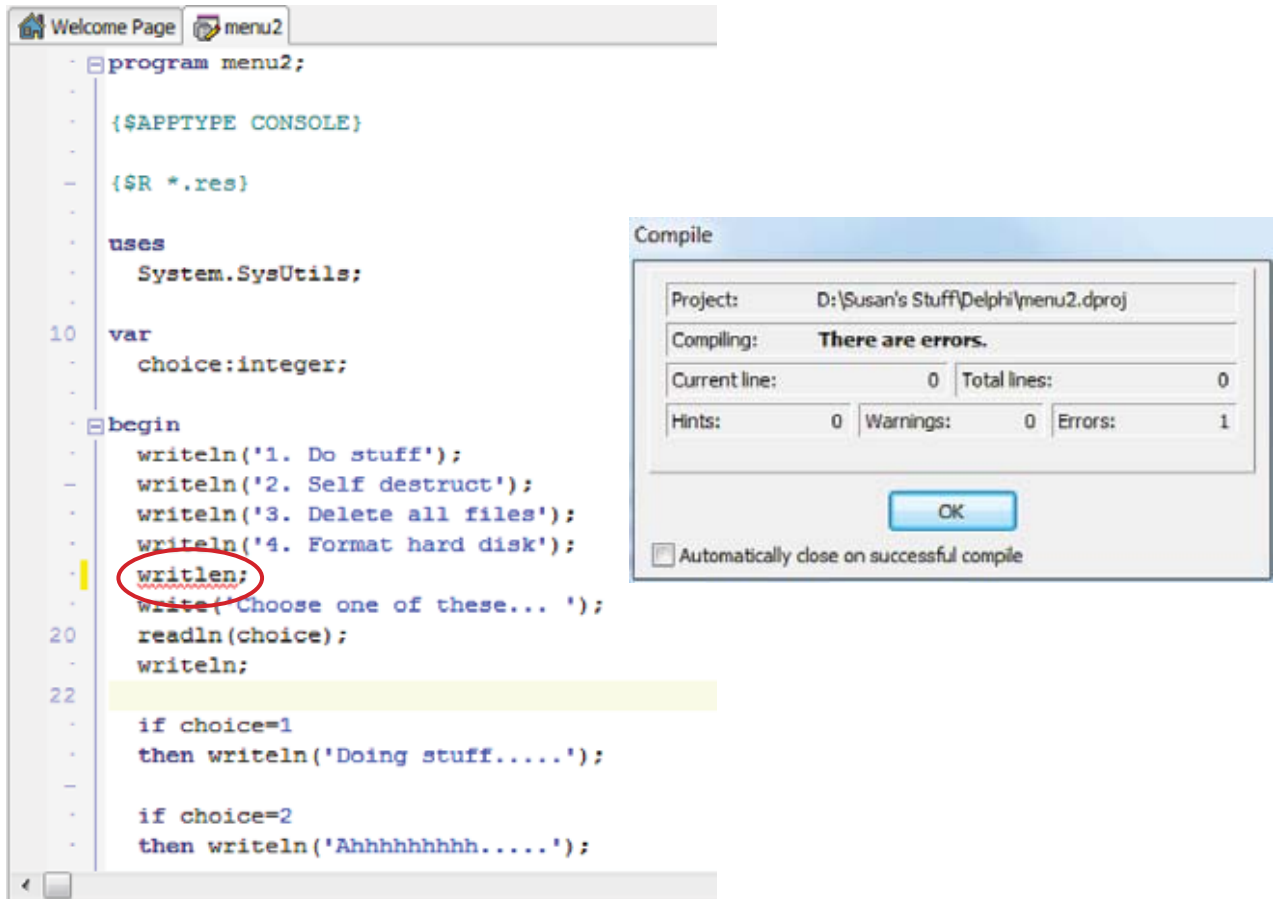 Welcome Page menu2
program menu2;
{$APPTYPE CONSOLE}
{$R *.res}
uses
System.SysUtils;
10 var
choice:integer;
begin
writeln('1. Do stuff');
writeln('2. Self destruct');
writeln('3. Delete all files');
writeln('4. Format hard disk');
writlen;
write('Choose one of these... ');
20 readln(choice);
writeln;
22
if choice=1
then writeln('Doing stuff.....');
if choice=2
then writeln('Ahhhhhhhhh.....');
Compile
Project: D:\Susan's Stuff\Delphi\menu2.dproj
Compiling: There are errors.
Current line: 0 Total lines: 0
Hints: 0 Warnings: 0 Errors: 1
OK
Automatically close on successful compile